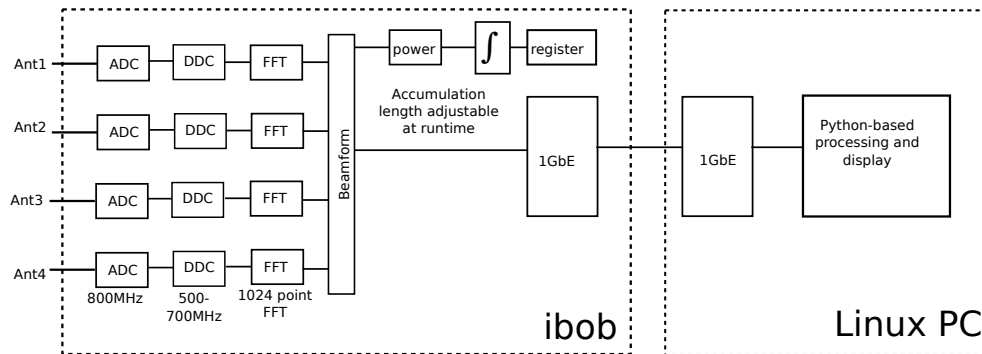 Ant1
ADC
DDC
FFT
power
∫
register
Accumulation
length adjustable
at runtime
Ant2
ADC
DDC
FFT
Beamform
1GbE
1GbE
Python-based
processing and
display
Ant3
ADC
DDC
FFT
Ant4
ADC
DDC
FFT
800MHz
500-
700MHz
1024 point
FFT
ibob
Linux PC